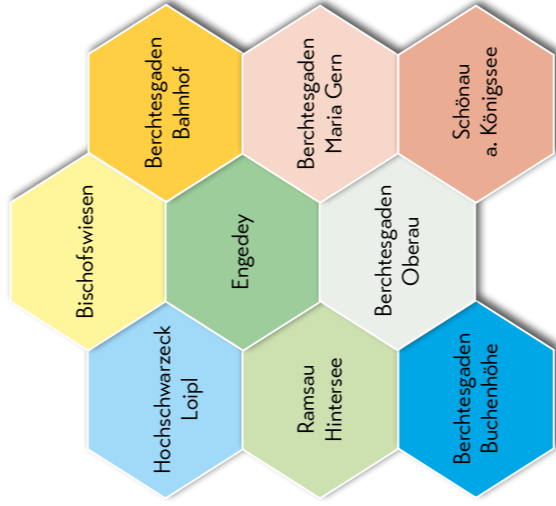 Berchtesgaden
Buchenhöhe
Ramsau
Hintersee
Hochschwarzeck
Loipl
Berchtesgaden
Oberau
Engedey
Bischofswiesen
Schönau
a. Königssee
Berchtesgaden
Maria Gern
Berchtesgaden
Bahnhof